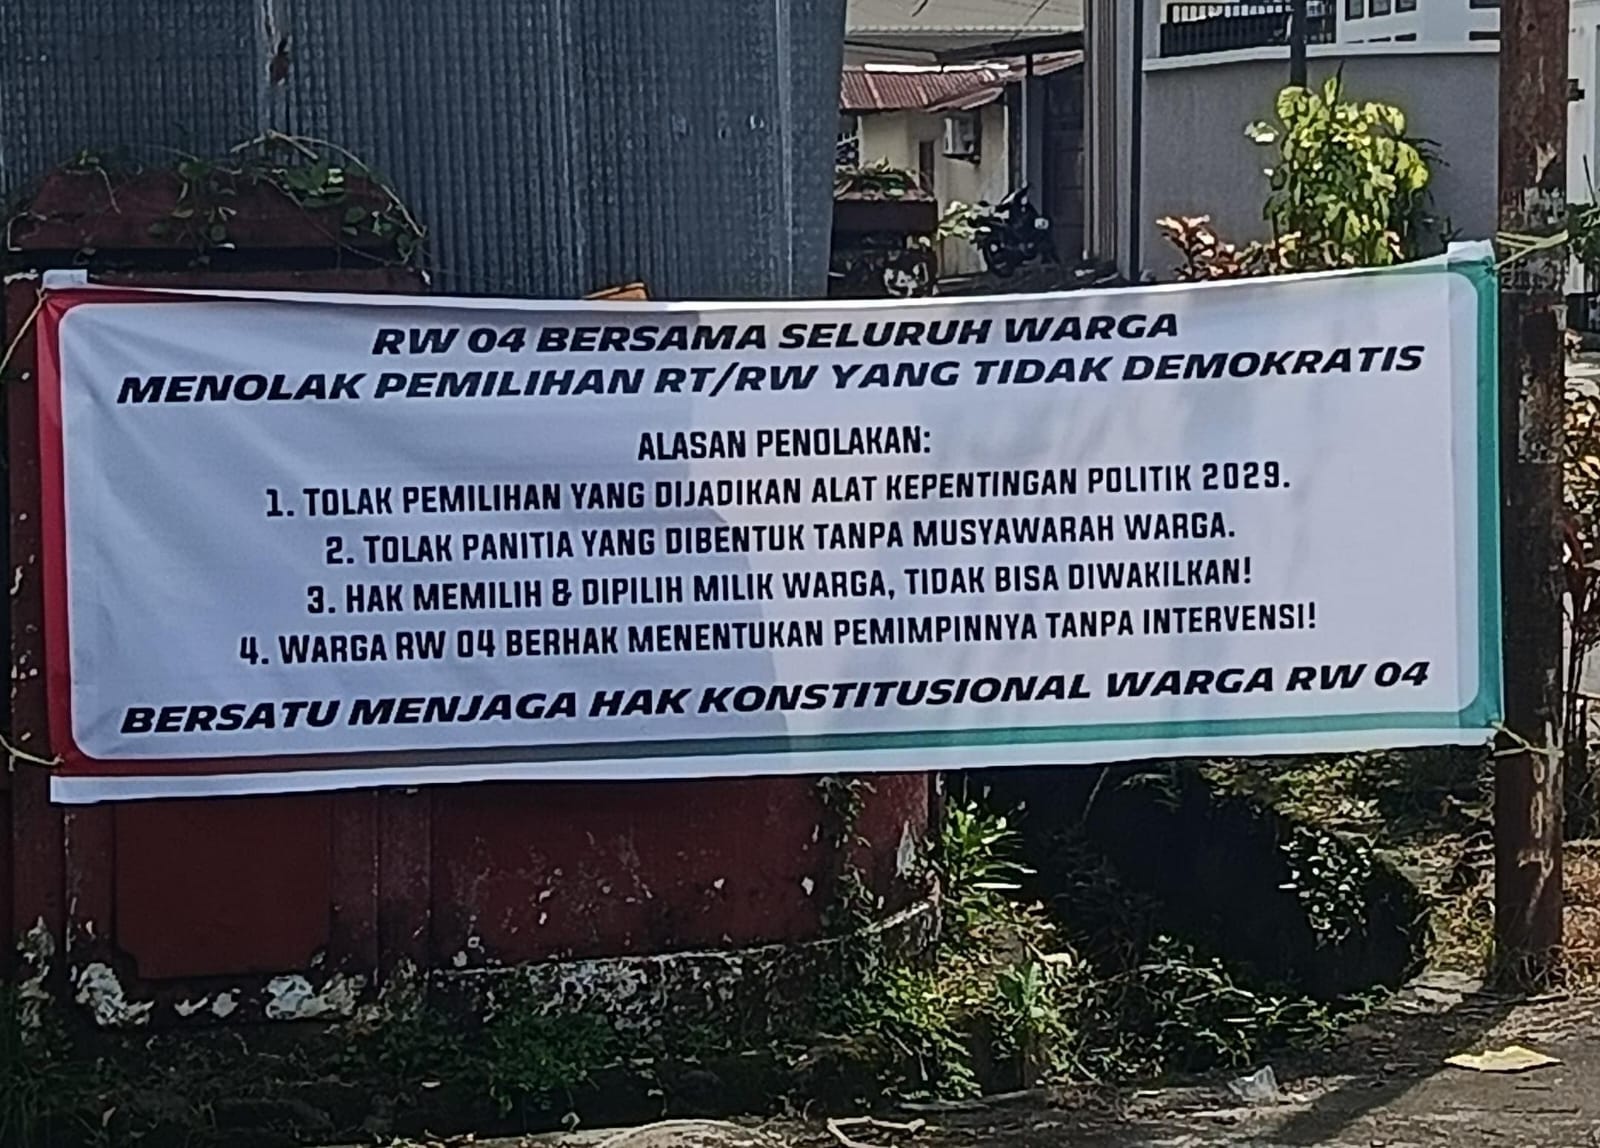 RW 04 BERSAMA SELURUH WARGA
MENOLAK PEMILIHAN RT/RW YANG TIDAK DEMOKRATIS
ALASAN PENOLAKAN:
1. TOLAK PEMILIHAN YANG DIJADIKAN ALAT KEPENTINGAN POLITIK 2029.
2. TOLAK PANITIA YANG DIBENTUK TANPA MUSYAWARAH WARGA.
3. HAK MEMILIH & DIPILIH MILIK WARGA, TIDAK BISA DIWAKILKAN!
4. WARGA RW 04 BERHAK MENENTUKAN PEMIMPINNYA TANPA INTERVENSI!
BERSATU MENJAGA HAK KONSTITUSIONAL WARGA RW 04